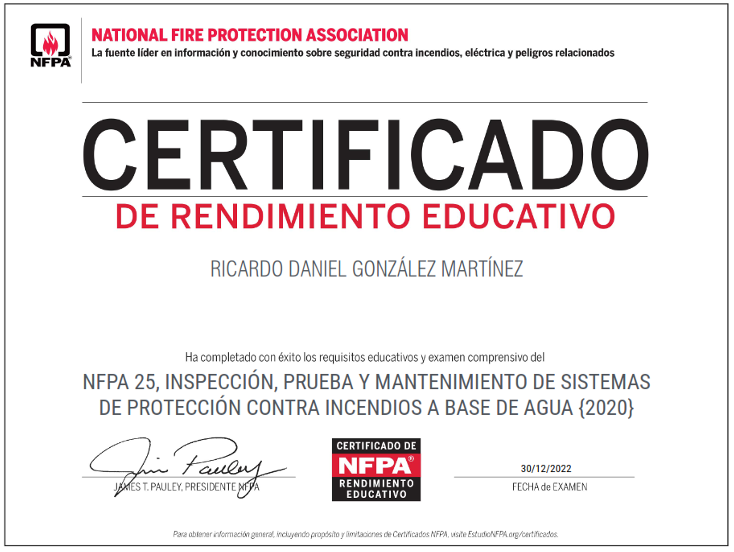 NATIONAL FIRE PROTECTION ASSOCIATION
La fuente líder en información y conocimiento sobre seguridad contra incendios, eléctrica y peligros relacionados
NFPA®
CERTIFICADO
DE RENDIMIENTO EDUCATIVO
RICARDO DANIEL GONZÁLEZ MARTÍNEZ
Ha completado con éxito los requisitos educativos y examen comprensivo del
NFPA 25, INSPECCIÓN, PRUEBA Y MANTENIMIENTO DE SISTEMAS
DE PROTECCIÓN CONTRA INCENDIOS A BASE DE AGUA {2020}
Jim Pauley
JAMES T. PAULEY, PRESIDENTE NFPA
CERTIFICADO DE
NFPA®
RENDIMIENTO
EDUCATIVO
30/12/2022
FECHA de EXAMEN
Para obtener información general, incluyendo propósito y limitaciones de Certificados NFPA, visite EstudioNFPA.org/certificados.